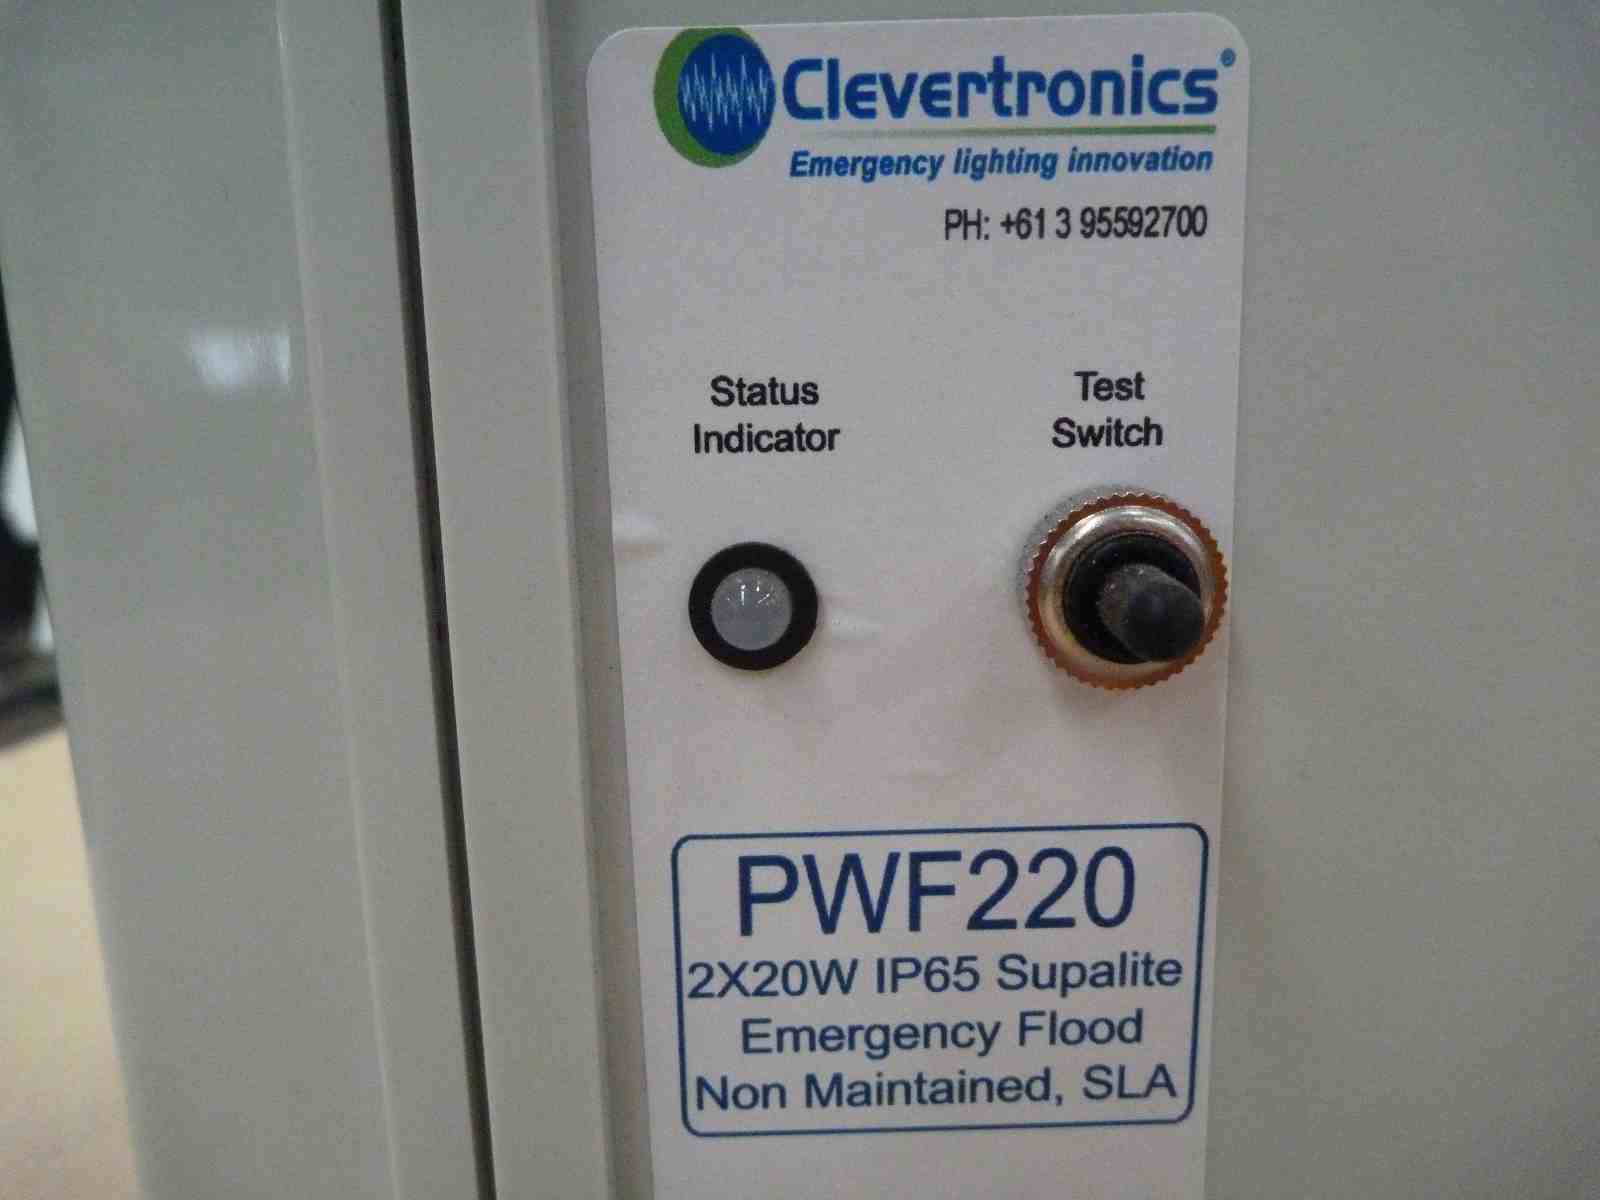 Clevertronics®
Emergency lighting innovation
PH: +61 3 95592700
Status Indicator
Test Switch
PWF220
2X20W IP65 Supalite
Emergency Flood
Non Maintained, SLA